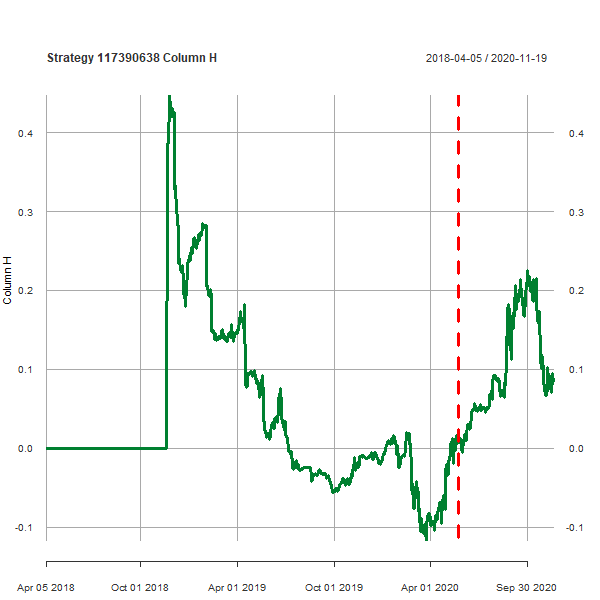 Strategy 117390638 Column H
2018-04-05 / 2020-11-19
0.4 0.4
0.3 0.3
Column H
0.2 0.2
0.1 0.1
0.0 0.0
-0.1 -0.1
Apr 05 2018 Oct 01 2018 Apr 01 2019 Oct 01 2019 Apr 01 2020 Sep 30 2020